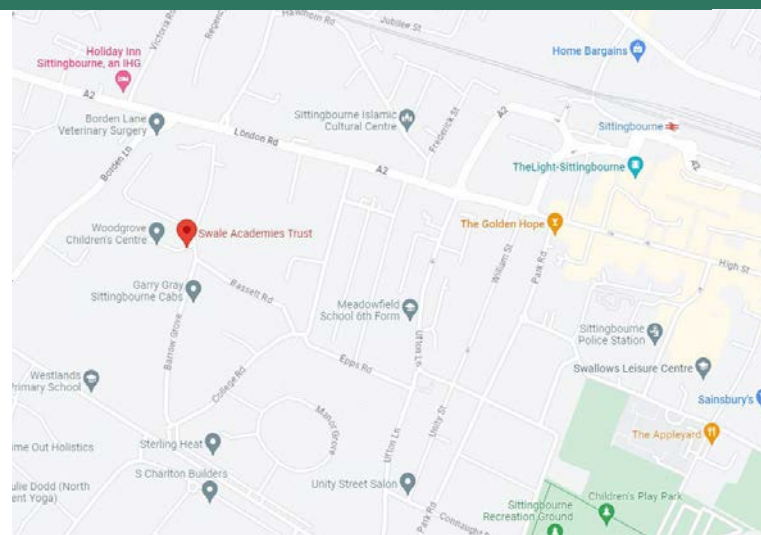 Hawthorn Rd
Jubilee St
Victoria Rd
Holiday Inn
Sittingbourne, an IHG
Home Bargains
A2
Borden Lane
Veterinary Surgery
Sittingbourne Islamic
Cultural Centre
Frederick St
A2
Sittingbourne
London Rd
A2
TheLight-Sittingbourne
A2
Borden Ln
Woodgrove
Children's Centre
Swale Academies Trust
The Golden Hope
William St
Park Rd
High St
Garry Gray
Sittingbourne Cabs
Bassett Rd
Meadowfield
School 6th Form
Ufton Ln
Sittingbourne
Police Station
Barrow Grove
Epps Rd
Swallows Leisure Centre
Westlands
Primary School
College Rd
Sainsbury's
Manor Grove
Unity St
The Appleyard
Sterling Heat
Ufton Ln
me Out Holistics
S Charlton Builders
Unity Street Salon
ulie Dodd (North
ent Yoga)
Park Rd
Sittingbourne
Recreation Ground
Children's Play Park
Connaught